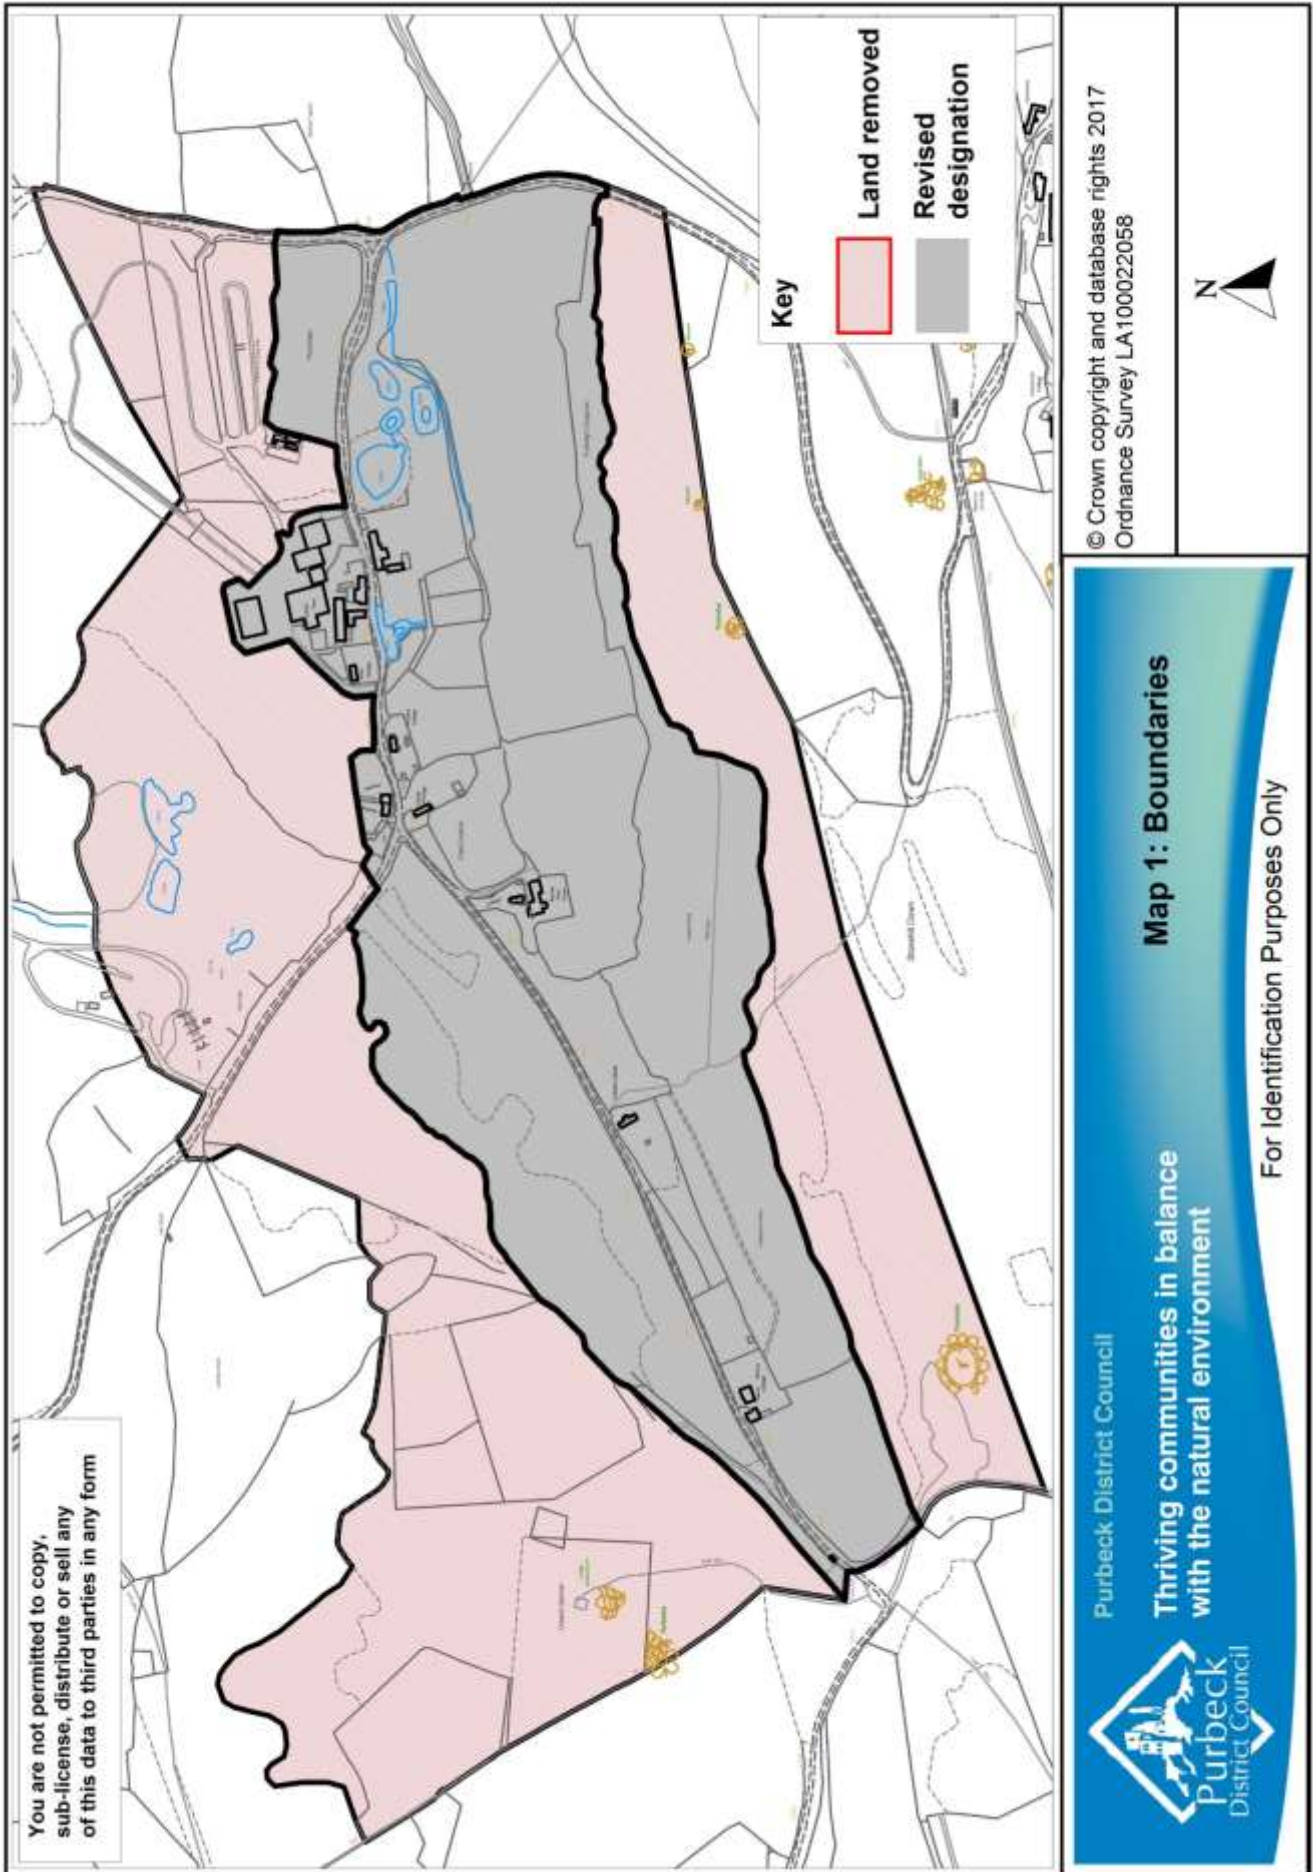 You are not permitted to copy,
sub-license, distribute or sell any
of this data to third parties in any form
Key
Land removed
Revised
designation
Purbeck
District Council
Purbeck District Council
Thriving communities in balance
with the natural environment
Map 1: Boundaries
For Identification Purposes Only
© Crown copyright and database rights 2017
Ordnance Survey LA100022058
N